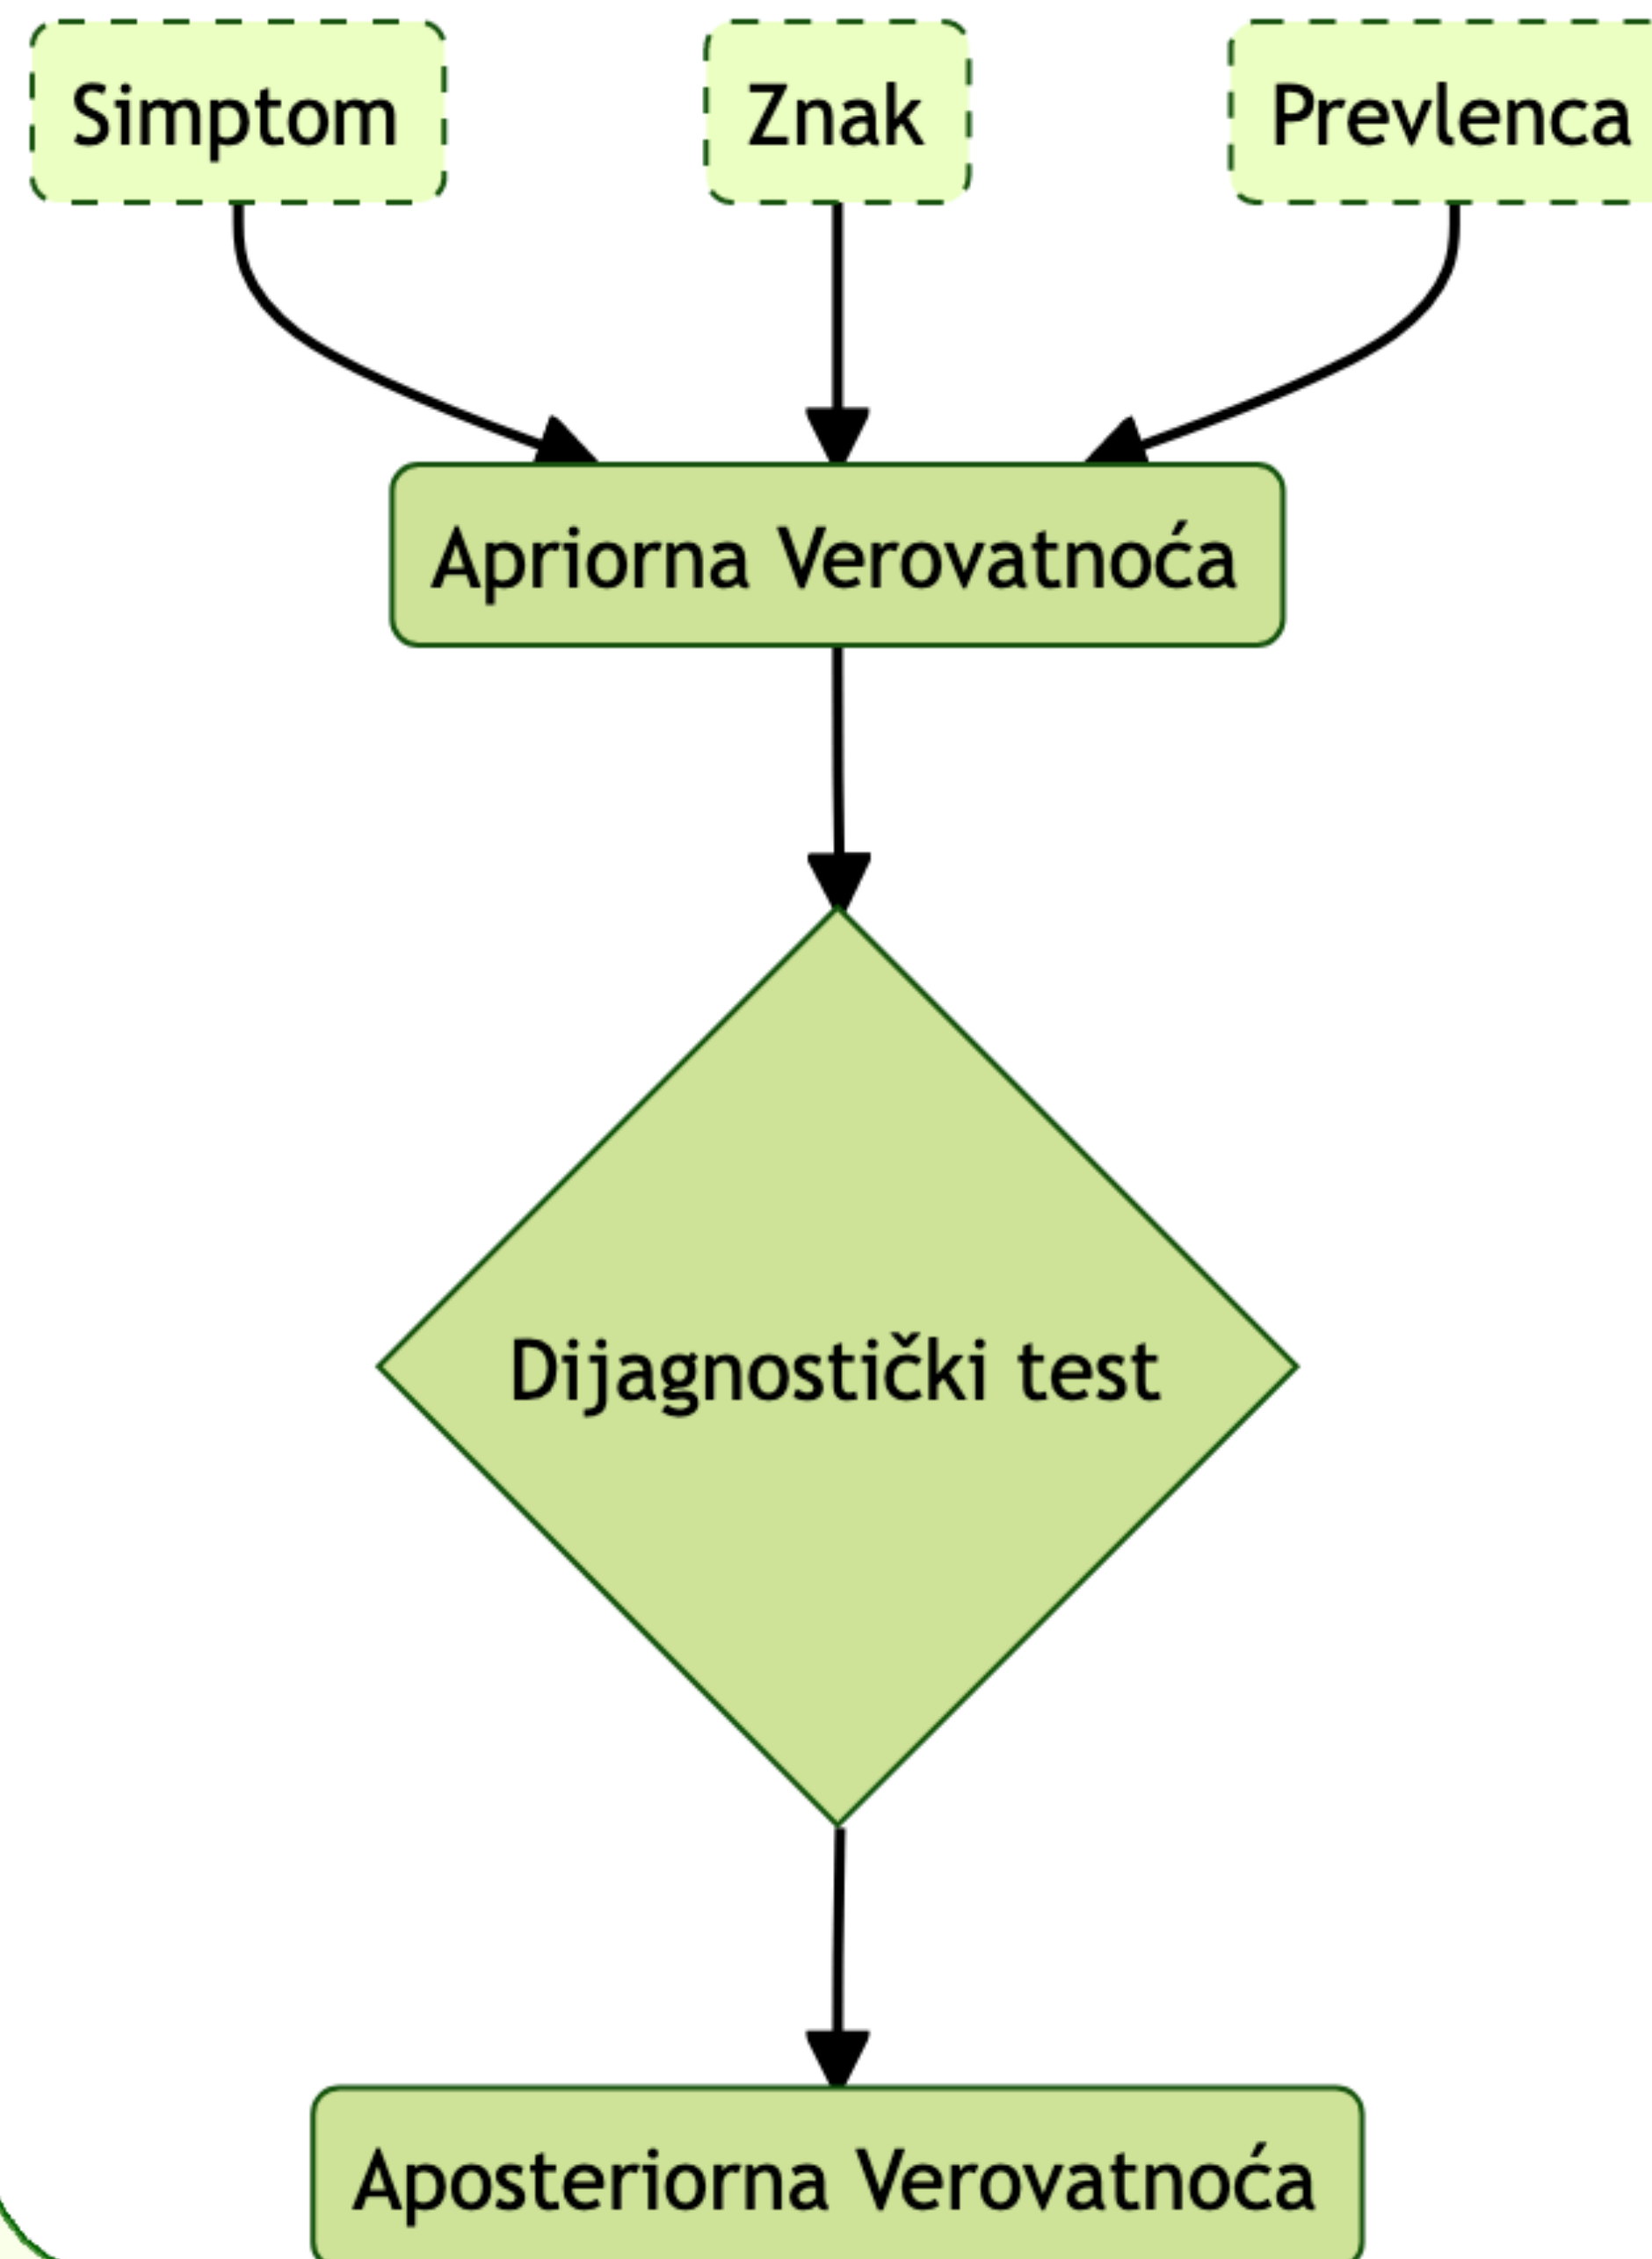 Simptom
Znak
Prevlenca
Apriorna Verovatnoća
Dijagnostički test
Aposteriorna Verovatnoća